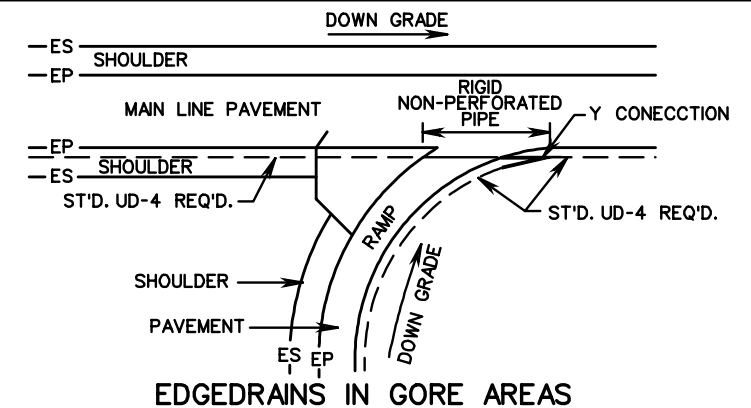 DOWN GRADE
ES
SHOULDER
EP
MAIN LINE PAVEMENT
RIGID
NON-PERFORATED
PIPE
Y CONECCTION
EP
SHOULDER
ES
ST'D. UD-4 REQ'D.
ST'D. UD-4 REQ'D.
RAMP
SHOULDER
DOWN GRADE
PAVEMENT
ES EP
EDGEDRAINS IN GORE AREAS